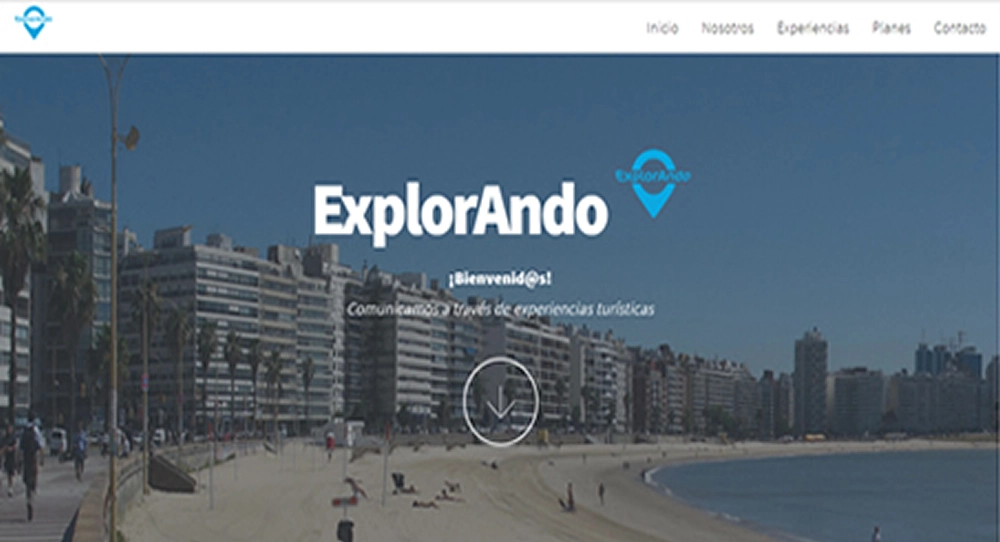 ExplorAndo
Inicio Nosotros Experiencias Planes Contacto
ExplorAndo
ExplorAndo
¡Bienvenid@s!
Comunicamos a través de experiencias turísticas